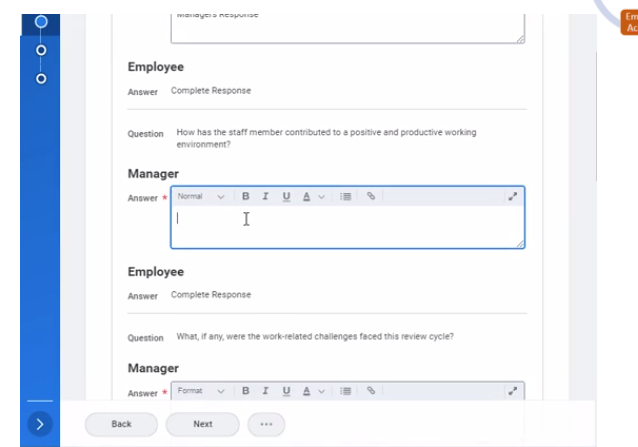 Manager's Response
Em
Ac
Employee
Answer Complete Response
Question How has the staff member contributed to a positive and productive working
environment?
Manager
Answer * Normal B I U A
Employee
Answer Complete Response
Question What, if any, were the work-related challenges faced this review cycle?
Manager
Answer * Format B I U A
Back Next ...